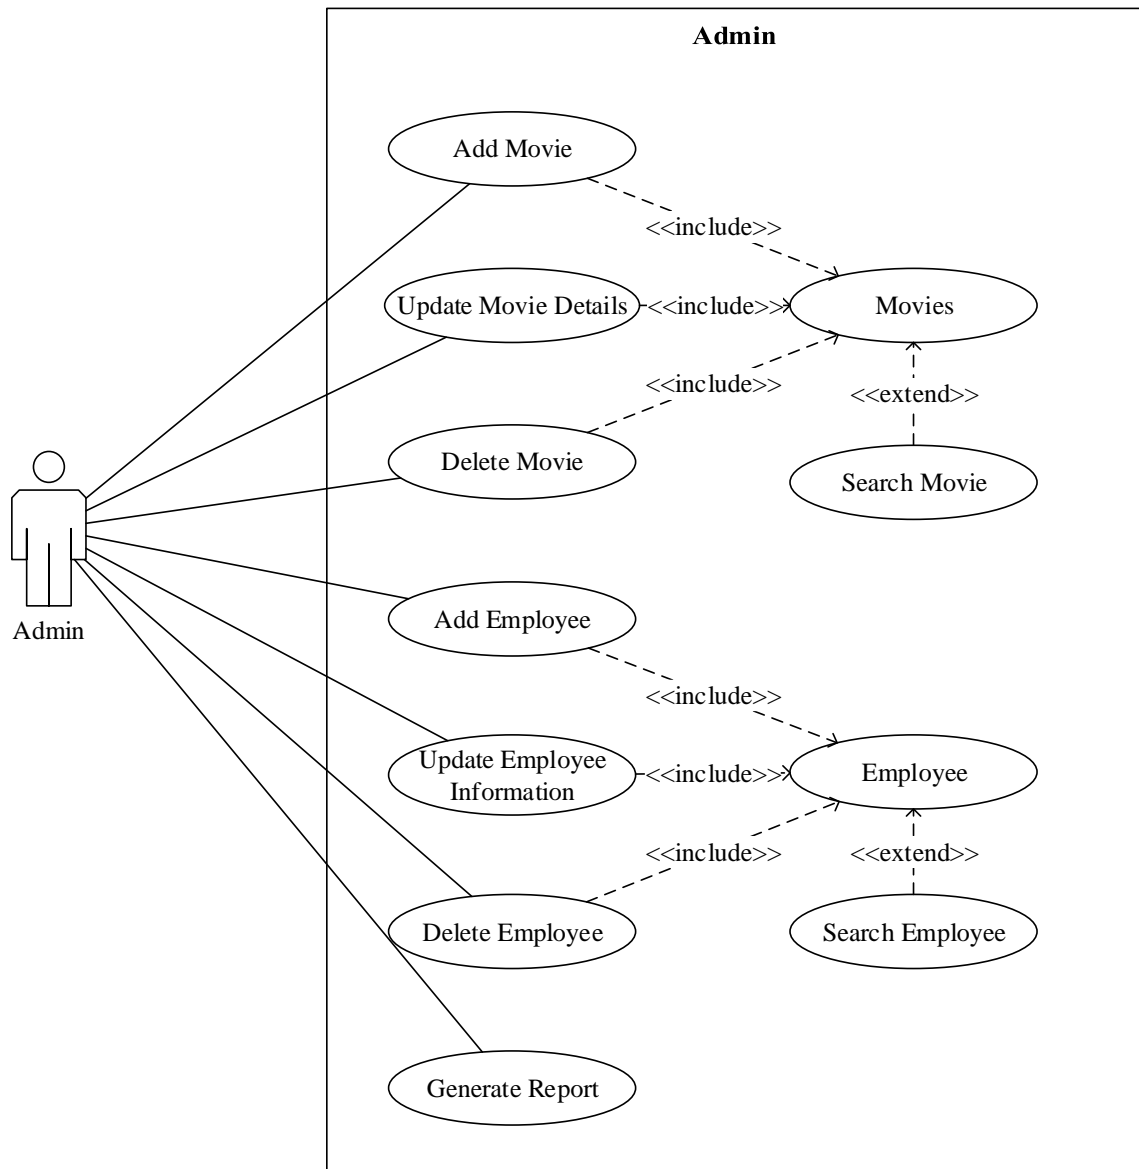 Admin
Add Movie
<<include>>
Update Movie Details
<<include>>
Movies
<<include>>
<<extend>>
Delete Movie
Search Movie
Admin
Add Employee
<<include>>
Update Employee
Information
<<include>>
Employee
<<include>>
<<extend>>
Delete Employee
Search Employee
Generate Report